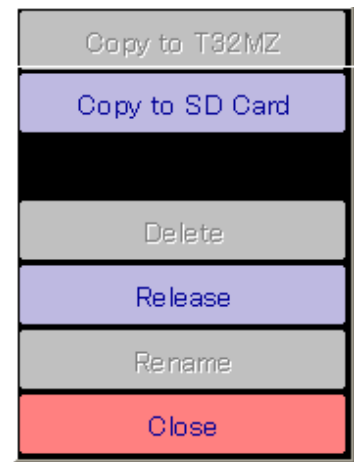 Copy to T32MZ
Copy to SD Card
Delete
Release
Rename
Close